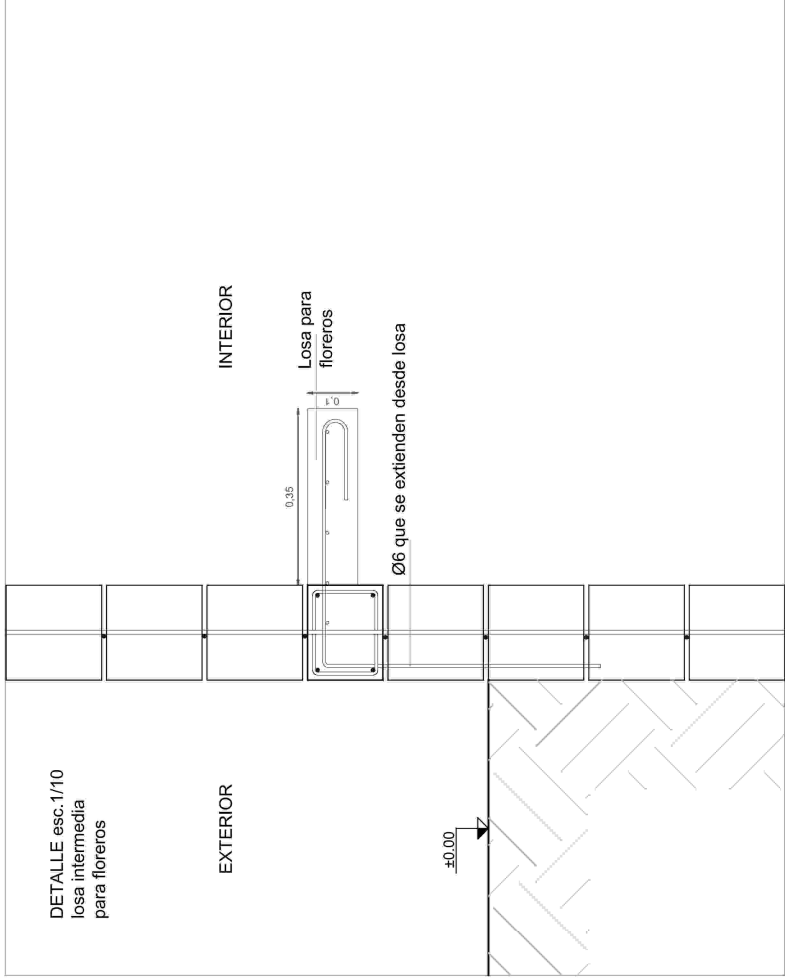 DETALLE esc.1/10
losa intermedia
para floreros
EXTERIOR
INTERIOR
Losa para
floreros
0,35
0,1
Ø6 que se extienden desde losa
±0.00